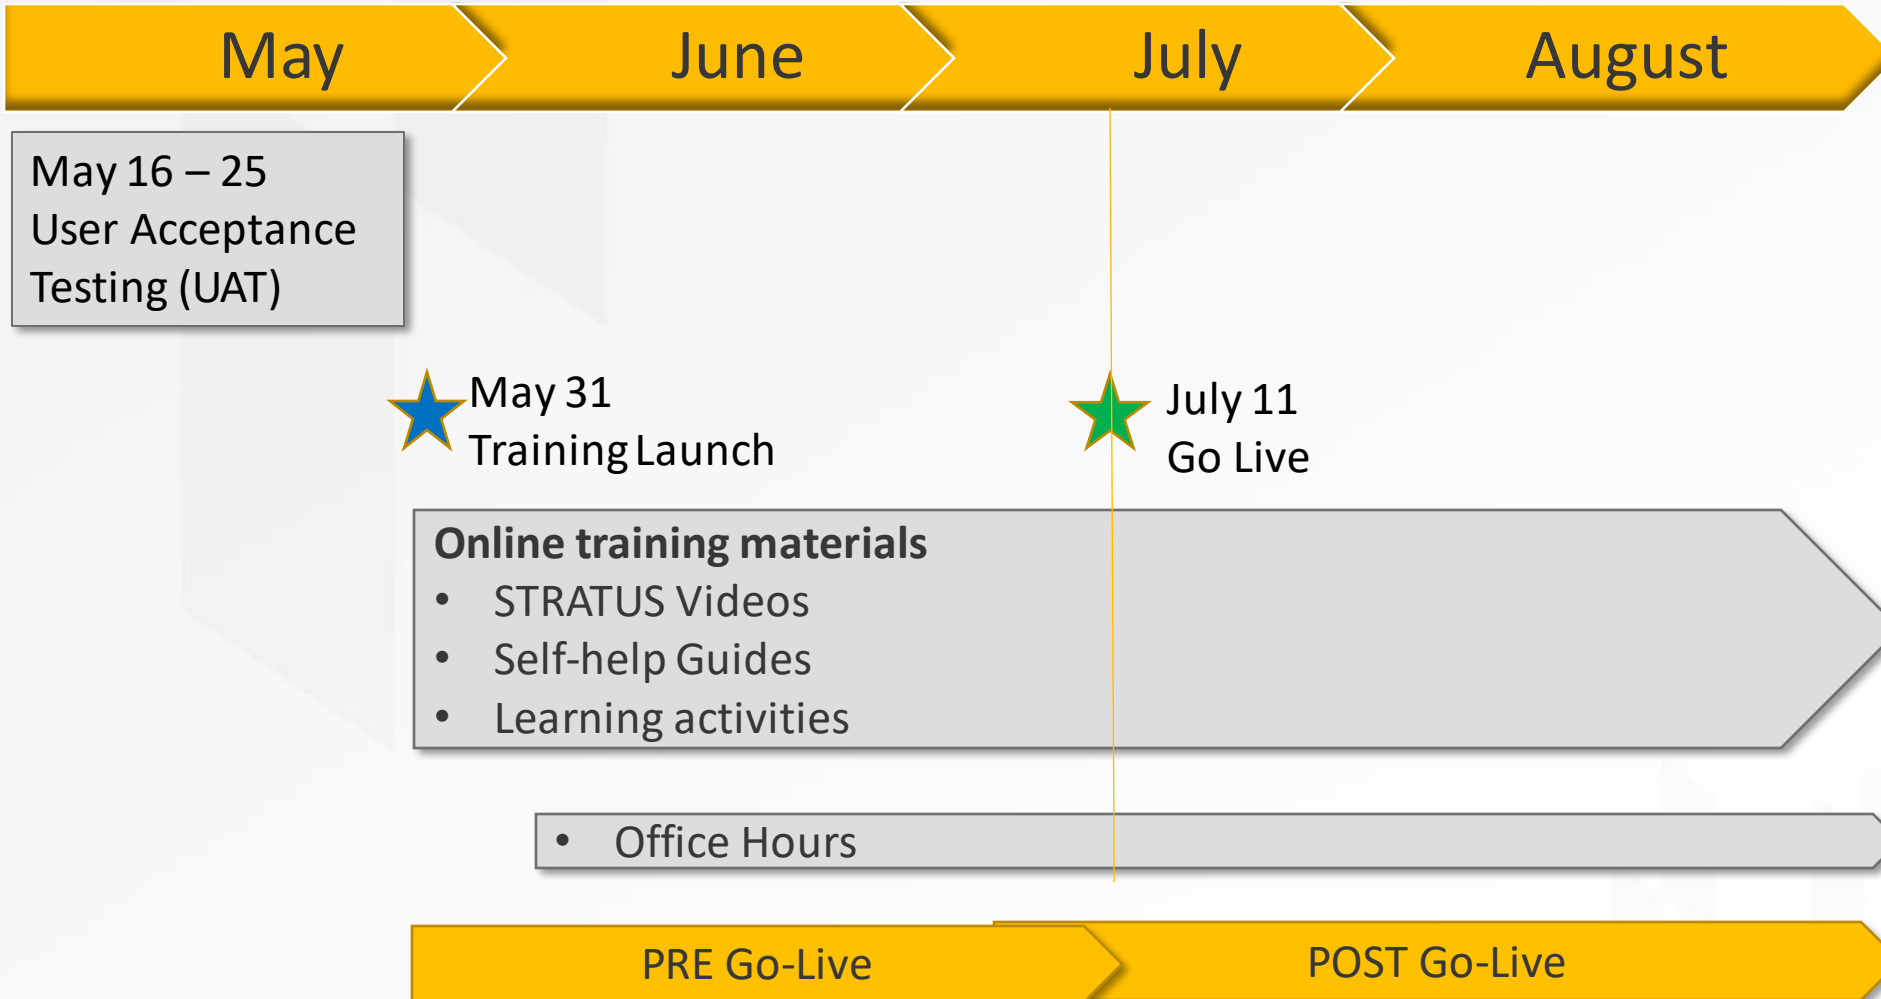 May
June
July
August
May 16 – 25
User Acceptance
Testing (UAT)
May 31
Training Launch
July 11
Go Live
Online training materials
• STRATUS Videos
• Self-help Guides
• Learning activities
• Office Hours
PRE Go-Live
POST Go-Live